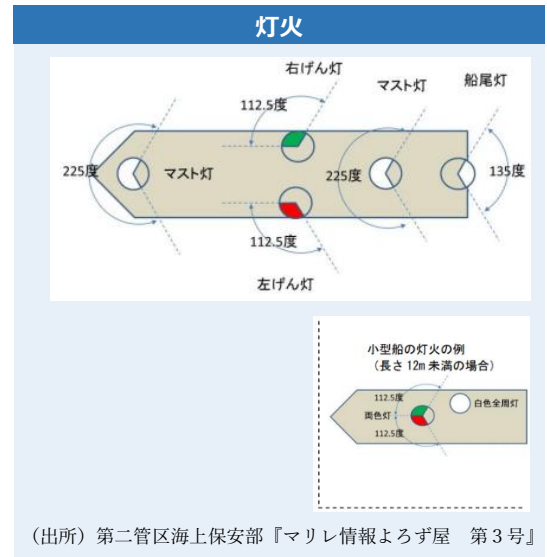 灯火
右げん灯
マスト灯
船尾灯
112.5度
225度
マスト灯
225度
135度
112.5度
左げん灯
小型船の灯火の例
（長さ 12m 未満の場合）
112.5度
両色灯
112.5度
白色全周灯
（出所）第二管区海上保安部『マリレ情報よろず屋　第３号』